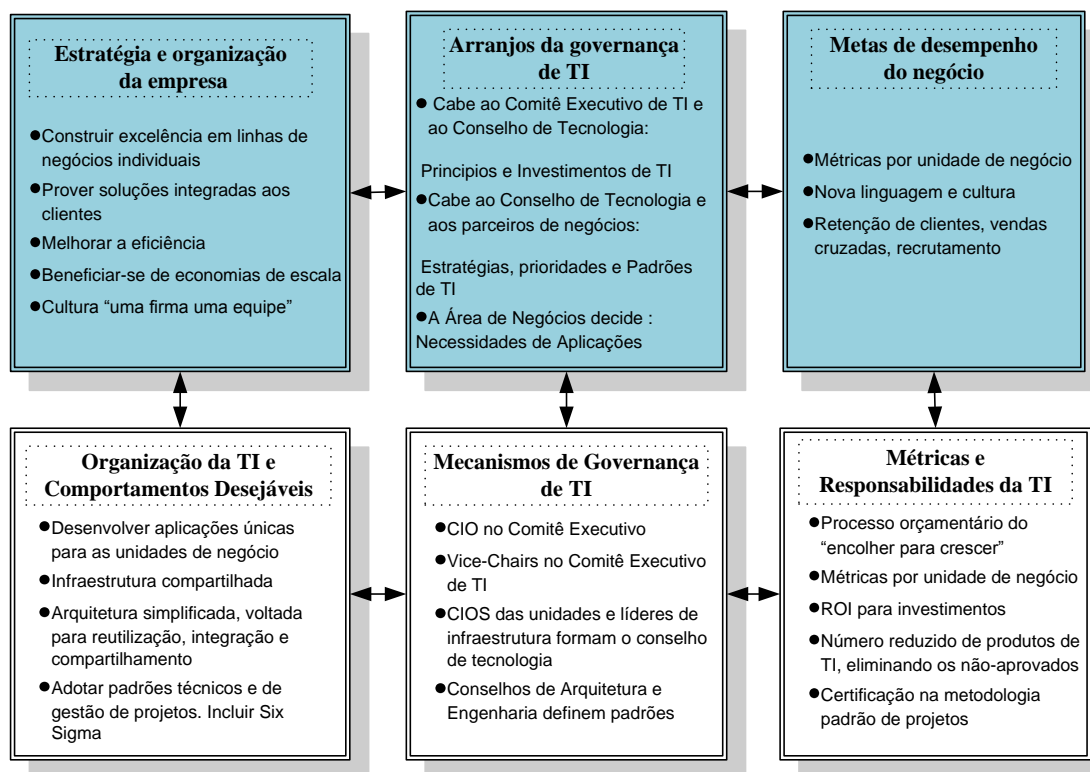 Estratégia e organização
da empresa
●Construir excelência em linhas de
negócios individuais
●Prover soluções integradas aos
clientes
●Melhorar a eficiência
●Beneficiar-se de economias de escala
●Cultura “uma firma uma equipe”
Arranjos da governança
de TI
● Cabe ao Comitê Executivo de TI e
ao Conselho de Tecnologia:
Principios e Investimentos de TI
●Cabe ao Conselho de Tecnologia e
aos parceiros de negócios:
Estratégias, prioridades e Padrões
de TI
●A Área de Negócios decide :
Necessidades de Aplicações
Metas de desempenho
do negócio
●Métricas por unidade de negócio
●Nova linguagem e cultura
●Retenção de clientes, vendas
cruzadas, recrutamento
Organização da TI e
Comportamentos Desejáveis
●Desenvolver aplicações únicas
para as unidades de negócio
●Infraestrutura compartilhada
●Arquitetura simplificada, voltada
para reutilização, integração e
compartilhamento
●Adotar padrões técnicos e de
gestão de projetos. Incluir Six
Sigma
Mecanismos de Governança
de TI
●CIO no Comitê Executivo
●Vice-Chairs no Comitê Executivo
de TI
●CIOS das unidades e líderes de
infraestrutura formam o conselho
de tecnologia
●Conselhos de Arquitetura e
Engenharia definem padrões
Métricas e
Responsabilidades da TI
●Processo orçamentário do
“encolher para crescer”
●Métricas por unidade de negócio
●ROI para investimentos
●Número reduzido de produtos de
TI, eliminando os não-aprovados
●Certificação na metodologia
padrão de projetos